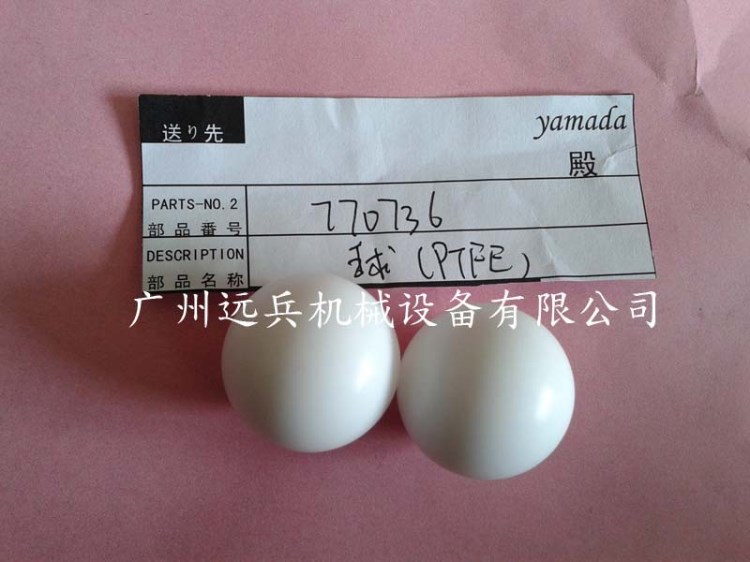 送り先
yamada
殿
PARTS-NO.2
部品番号
770736
DESCRIPTION
部品名称
球(PTFE)
广州远兵机械设备有限公司